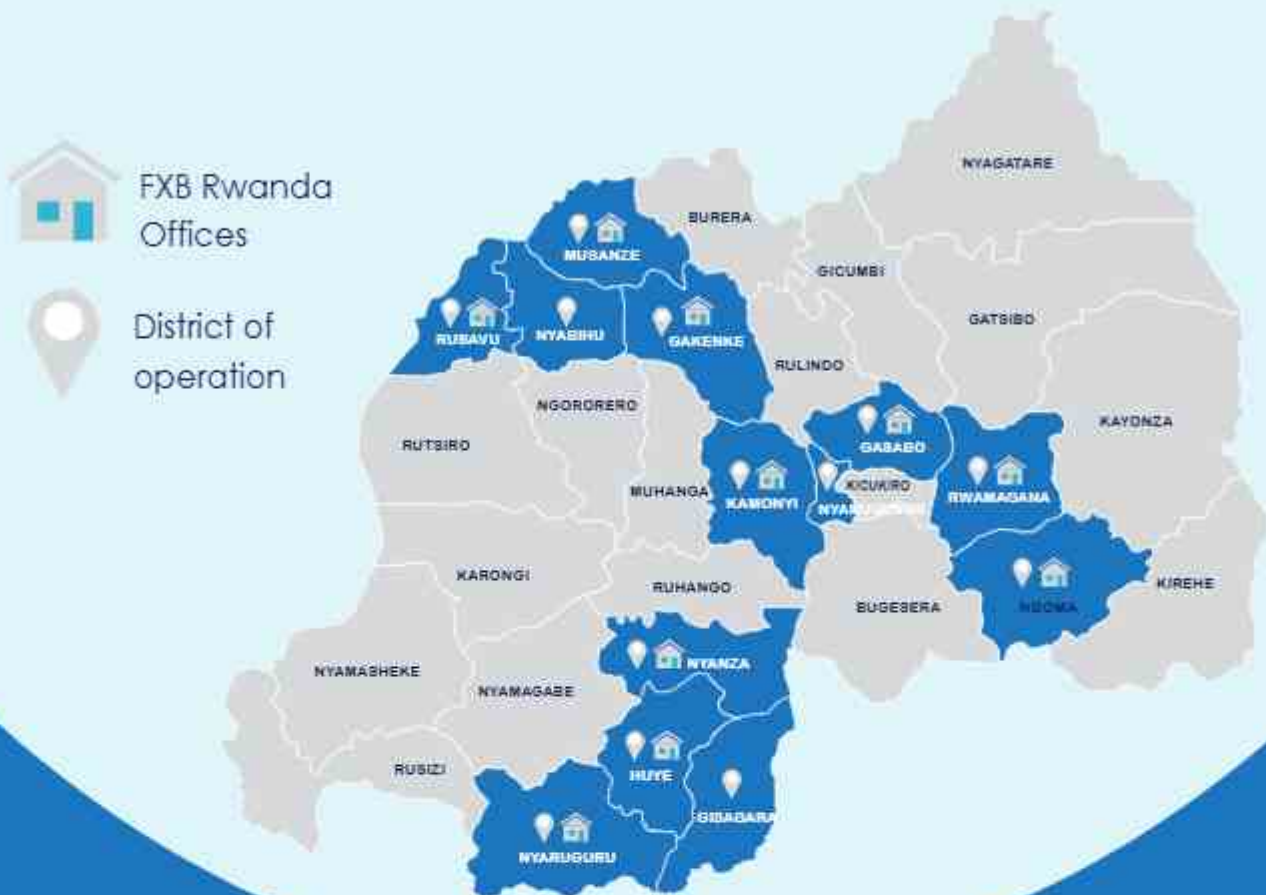 FXB Rwanda
Offices
District of
operation
NYAGATARE
BURERA
MUSANZE
GICUMBI
GATSIBO
RUBAVU
NYABIHU
GAKENKE
RULINDO
NGORORERO
KAYONZA
RUTSIRO
GASABO
KICUKIRO
MUHANGA
KAMONYI
RWAMAGANA
KARONGI
RUHANGO
BUGESERA
NGOMA
KIREHE
NYAMASHEKE
NYAMAGABE
NYANZA
RUSIZI
HUYE
GISAGARA
NYARUGURU